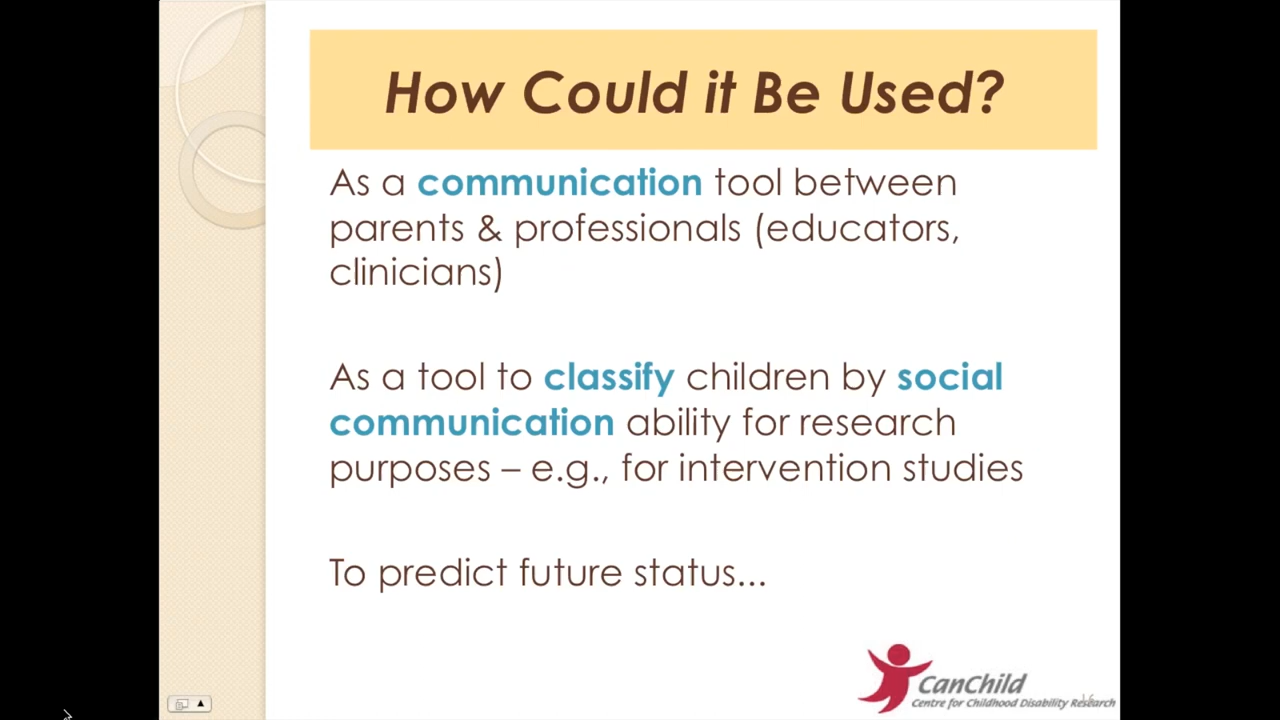 How Could it Be Used?
As a communication tool between
parents & professionals (educators,
clinicians)
As a tool to classify children by social
communication ability for research
purposes – e.g., for intervention studies
To predict future status...
CanChild
Centre for Childhood Disability Research